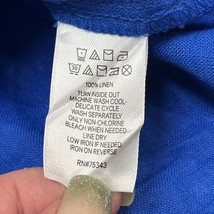 30
100% LINEN
TURN INSIDE OUT
MACHINE WASH COOL-
DELICATE CYCLE
WASH SEPARATELY
ONLY NON-CHLORINE
BLEACH WHEN NEEDED-
LINE DRY
LOW IRON IF NEEDED
IRON ON REVERSE
RN#75343